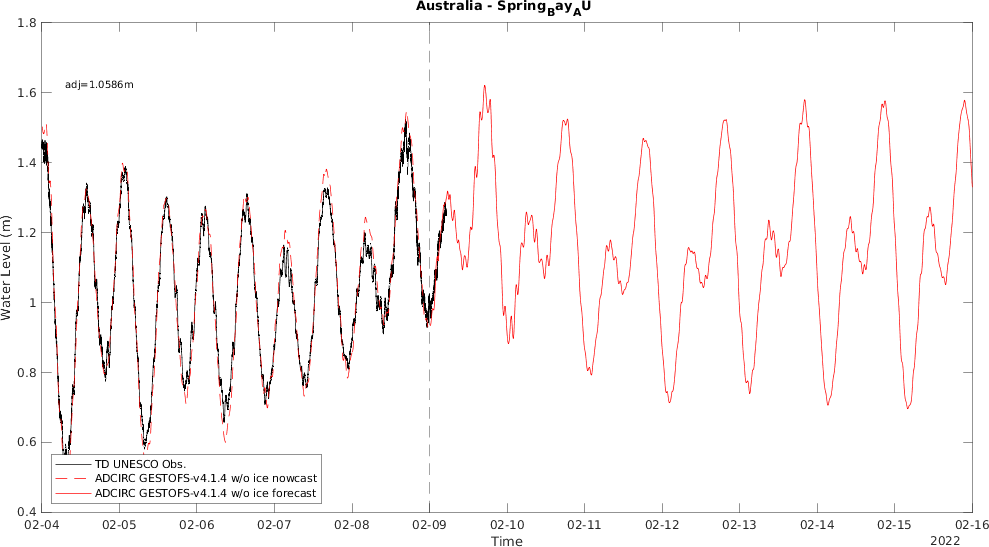 Australia - SpringBayAU
1.8
1.6
1.4
1.2
1
0.8
0.6
0.4
Water Level (m)
adj=1.0586m
TD UNESCO Obs.
ADCIRC GESTOFS-v4.1.4 w/o ice nowcast
ADCIRC GESTOFS-v4.1.4 w/o ice forecast
02-04 02-05 02-06 02-07 02-08 02-09 02-10 02-11 02-12 02-13 02-14 02-15 02-16
Time
2022